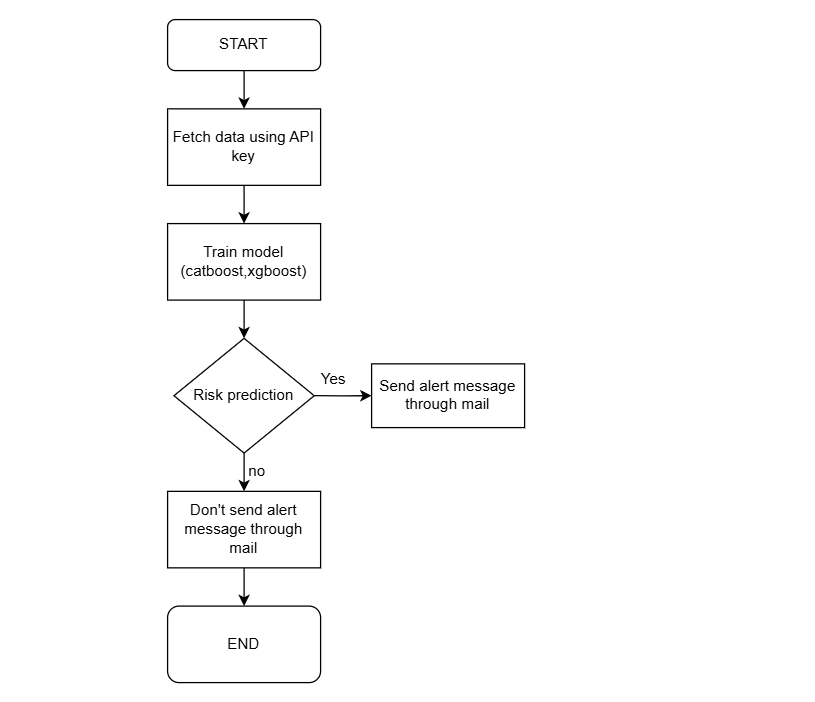 START
Fetch data using API
key
Train model
(catboost,xgboost)
Risk prediction
Yes
Send alert message
through mail
no
Don't send alert
message through
mail
END